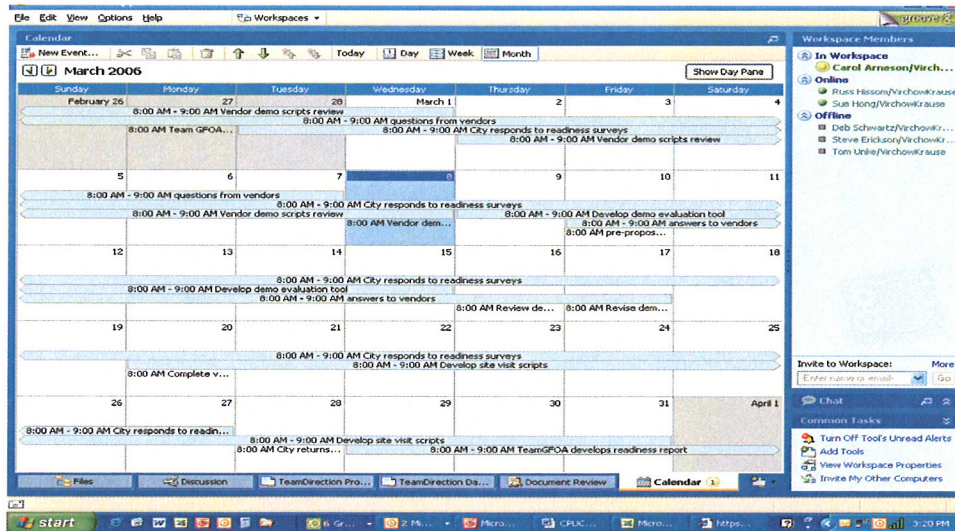 File Edit View Options Help Workspaces
groove
Calendar
New Event... Today Day Week Month
March 2006 Show Day Pane
Sunday Monday Tuesday Wednesday Thursday Friday Saturday
February 26 27 28 March 1 2 3 4
8:00 AM - 9:00 AM Vendor demo scripts review
8:00 AM - 9:00 AM questions from vendors
8:00 AM Team GFOA... 8:00 AM - 9:00 AM City responds to readiness surveys
8:00 AM - 9:00 AM Vendor demo scripts review
5 6 7 8 9 10 11
8:00 AM - 9:00 AM questions from vendors
8:00 AM - 9:00 AM City responds to readiness surveys
8:00 AM - 9:00 AM Vendor demo scripts review 8:00 AM - 9:00 AM Develop demo evaluation tool
8:00 AM Vendor dem... 8:00 AM - 9:00 AM answers to vendors
8:00 AM pre-propos...
12 13 14 15 16 17 18
8:00 AM - 9:00 AM City responds to readiness surveys
8:00 AM - 9:00 AM Develop demo evaluation tool
8:00 AM - 9:00 AM answers to vendors
8:00 AM Review de... 8:00 AM Revise dem...
19 20 21 22 23 24 25
8:00 AM - 9:00 AM City responds to readiness surveys
8:00 AM - 9:00 AM Develop site visit scripts
8:00 AM Complete v...
26 27 28 29 30 31 April 1
8:00 AM - 9:00 AM City responds to readin...
8:00 AM - 9:00 AM Develop site visit scripts
8:00 AM City returns... 8:00 AM - 9:00 AM TeamGFOA develops readiness report
Files Discussion TeamDirection Pro... TeamDirection Da... Document Review Calendar 1
Workspace Members
In Workspace
Carol Arneson/Virch...
Online
Russ Hissom/VirchowKrause
Sue Hong/VirchowKrause
Offline
Deb Schwartz/VirchowKr...
Steve Erickson/VirchowKr...
Tom Unke/VirchowKrause
Invite to Workspace: More
Enter name or email Go
Chat
Common Tasks
Turn Off Tool's Unread Alerts
Add Tools
View Workspace Properties
Invite My Other Computers
start 6 Gr... 2 Mi... Micro... CPUC... Micro... https... 3:20 PM